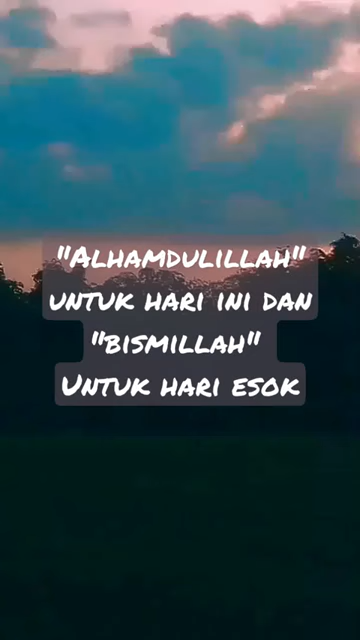 "ALHAMDULILLAH"
UNTUK HARI INI DAN
"BISMILLAH"
UNTUK HARI ESOK